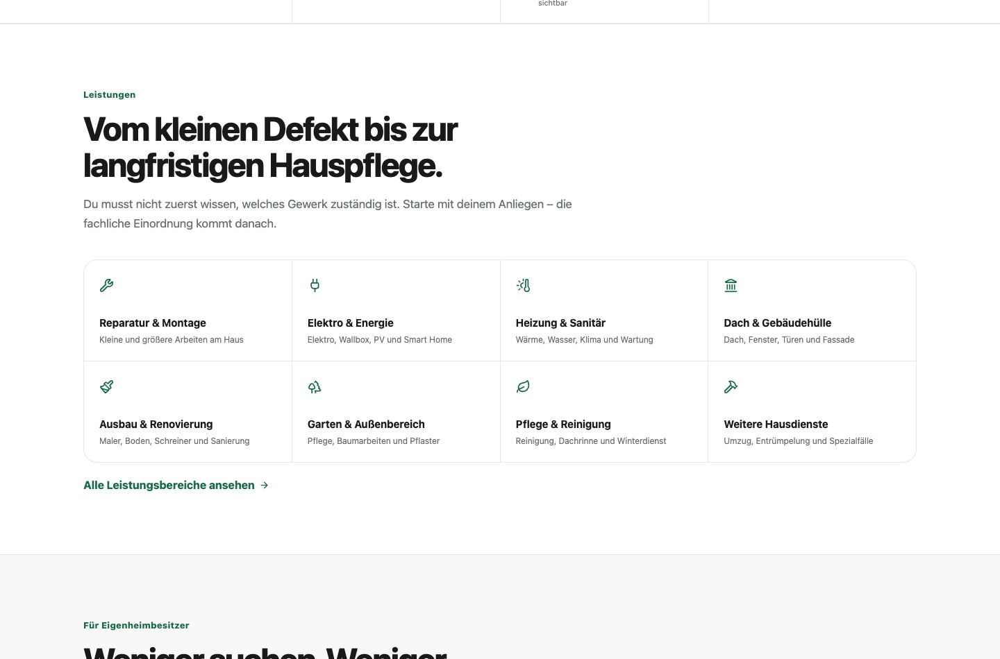 sichtbar
Leistungen
Vom kleinen Defekt bis zur
langfristigen Hauspflege.
Du musst nicht zuerst wissen, welches Gewerk zuständig ist. Starte mit deinem Anliegen – die
fachliche Einordnung kommt danach.
Reparatur & Montage
Kleine und größere Arbeiten am Haus
Elektro & Energie
Elektro, Wallbox, PV und Smart Home
Heizung & Sanitär
Wärme, Wasser, Klima und Wartung
Dach & Gebäudehülle
Dach, Fenster, Türen und Fassade
Ausbau & Renovierung
Maler, Boden, Schreiner und Sanierung
Garten & Außenbereich
Pflege, Baumarbeiten und Pflaster
Pflege & Reinigung
Reinigung, Dachrinne und Winterdienst
Weitere Hausdienste
Umzug, Entrümpelung und Spezialfälle
Alle Leistungsbereiche ansehen →
Für Eigenheimbesitzer
Weniger suchen. Weniger